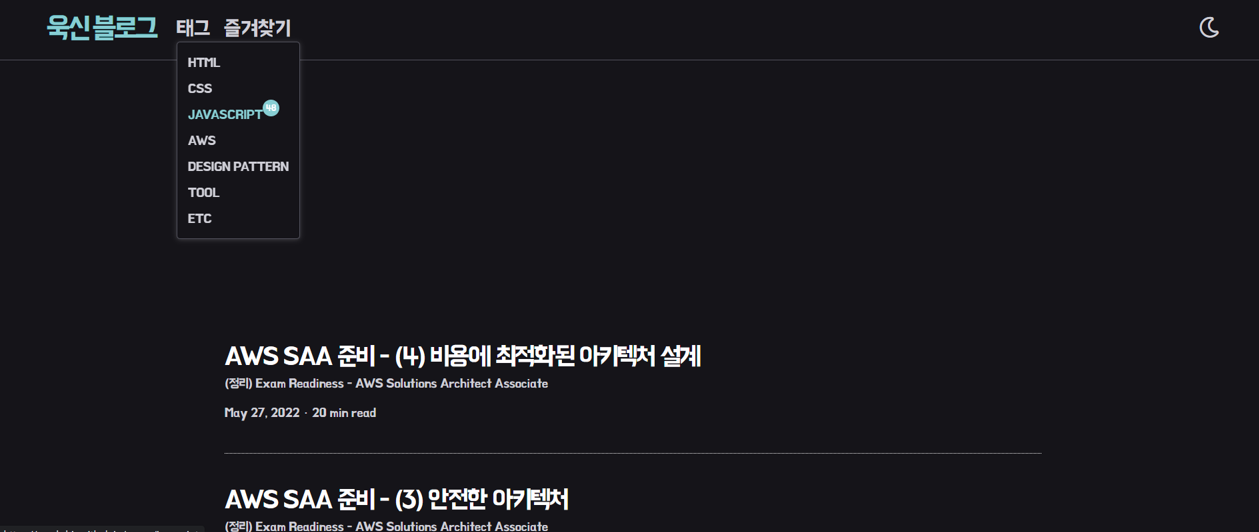 욱신 블로그 태그 즐겨찾기
HTML
CSS
JAVASCRIPT 48
AWS
DESIGN PATTERN
TOOL
ETC
AWS SAA 준비 - (4) 비용에 최적화된 아키텍처 설계
(정리) Exam Readiness - AWS Solutions Architect Associate
May 27, 2022 · 20 min read
AWS SAA 준비 - (3) 안전한 아키텍처
(정리) Exam Readiness - AWS Solutions Architect Associate